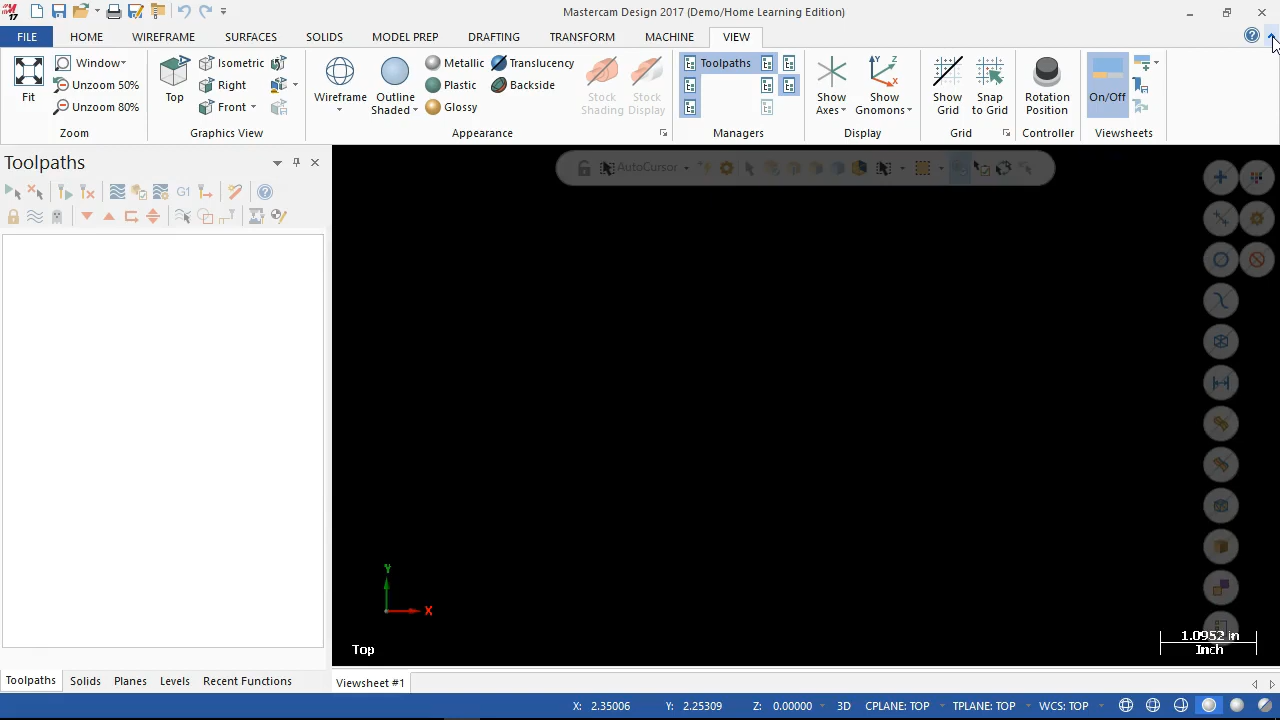 Mastercam Design 2017 (Demo/Home Learning Edition)
FILE HOME WIREFRAME SURFACES SOLIDS MODEL PREP DRAFTING TRANSFORM MACHINE VIEW
Fit
Window
Unzoom 50%
Unzoom 80%
Zoom
Top
Isometric
Right
Front
Graphics View
Wireframe
Outline Shaded
Metallic
Plastic
Glossy
Translucency
Backside
Stock Shading
Stock Display
Appearance
Toolpaths
Managers
Show Axes
Show Gnomons
Display
Show Grid
Snap to Grid
Grid
Rotation Position
Controller
On/Off
Viewsheets
Toolpaths
G1
AutoCursor
Y
X
Top
1.0952 in
Inch
Toolpaths Solids Planes Levels Recent Functions
Viewsheet #1
X: 2.35006 Y: 2.25309 Z: 0.00000 3D CPLANE: TOP TPLANE: TOP WCS: TOP